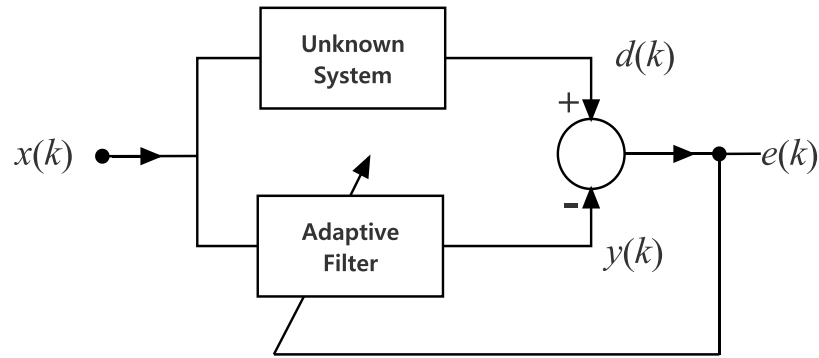 Unknown
System
d(k)
+
x(k)
e(k)
-
Adaptive
Filter
y(k)